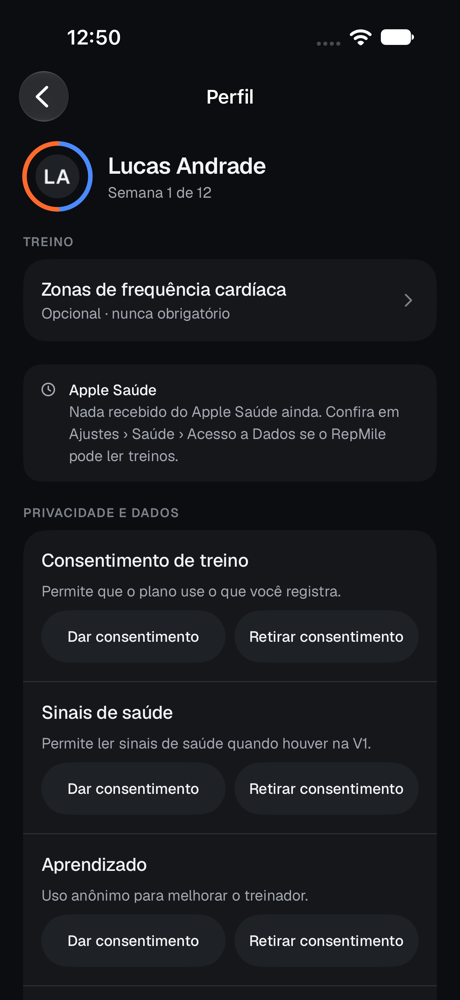 12:50
Perfil
LA
Lucas Andrade
Semana 1 de 12
TREINO
Zonas de frequência cardíaca
Opcional · nunca obrigatório
Apple Saúde
Nada recebido do Apple Saúde ainda. Confira em
Ajustes › Saúde › Acesso a Dados se o RepMile
pode ler treinos.
PRIVACIDADE E DADOS
Consentimento de treino
Permite que o plano use o que você registra.
Dar consentimento
Retirar consentimento
Sinais de saúde
Permite ler sinais de saúde quando houver na V1.
Dar consentimento
Retirar consentimento
Aprendizado
Uso anônimo para melhorar o treinador.
Dar consentimento
Retirar consentimento